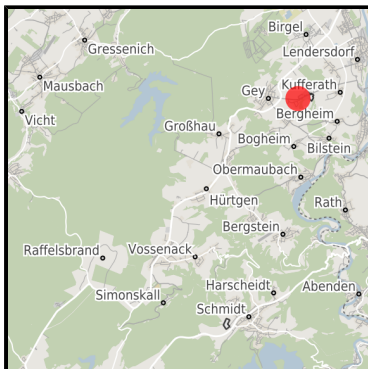 Birgel
Gressenich
Lendersdorf
Mausbach
Gey
Kufferath
Vicht
Bergheim
Großhau
Bogheim
Bilstein
Obermaubach
Hürtgen
Rath
Bergstein
Raffelsbrand
Vossenack
Simonskall
Harscheidt
Abenden
Schmidt